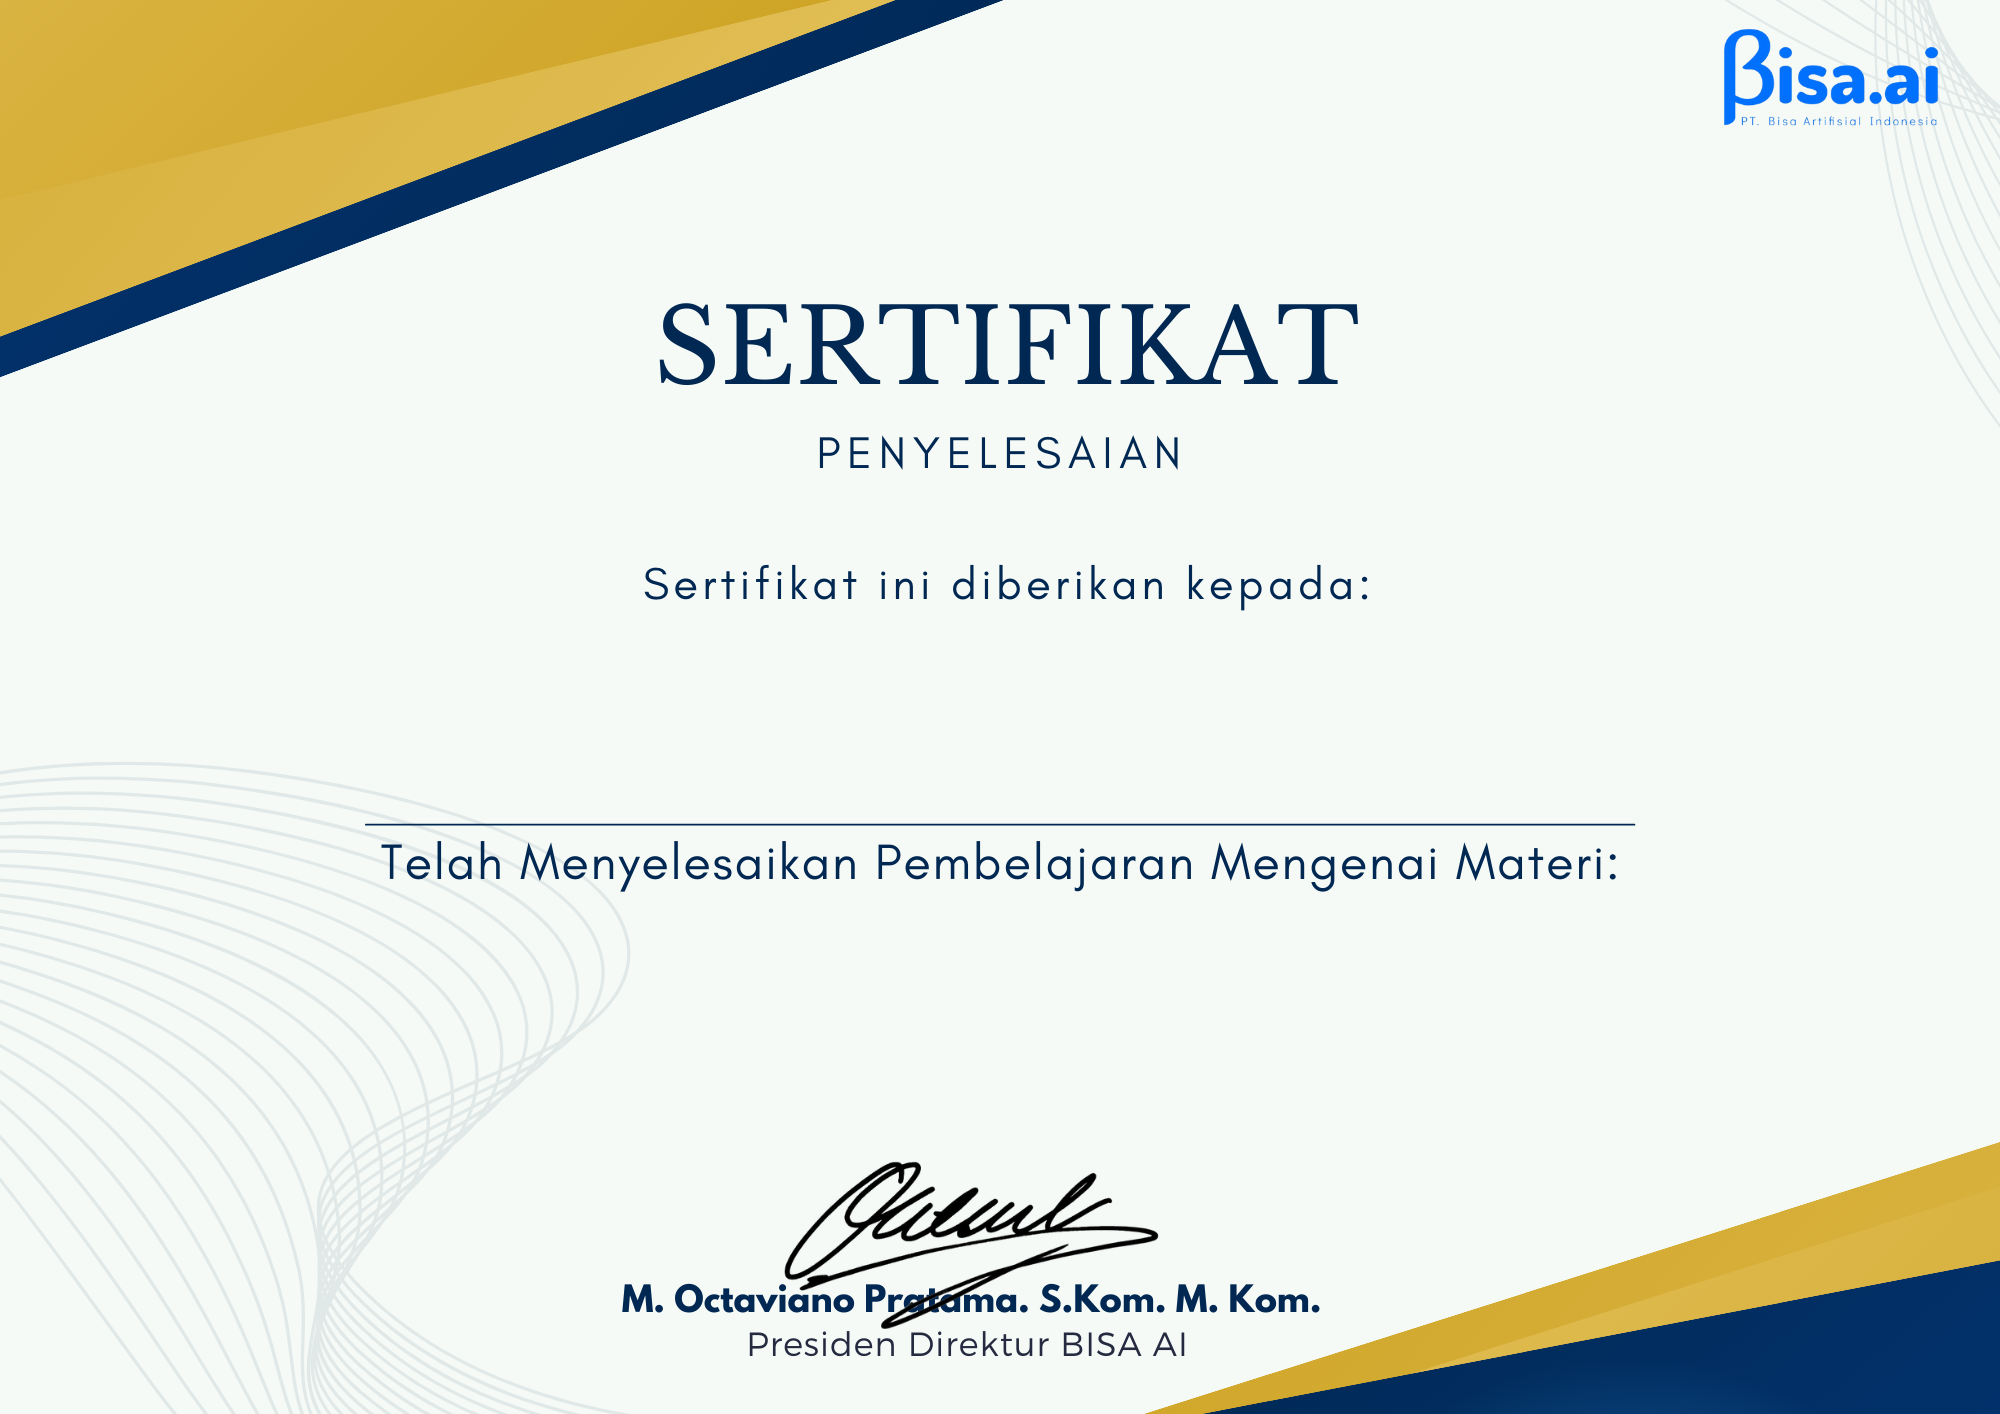 Bisa.ai
PT. Bisa Artifisial Indonesia
SERTIFIKAT
PENYELESAIAN
Sertifikat ini diberikan kepada:
Telah Menyelesaikan Pembelajaran Mengenai Materi:
M. Octaviano Pratama. S.Kom. M. Kom.
Presiden Direktur BISA AI